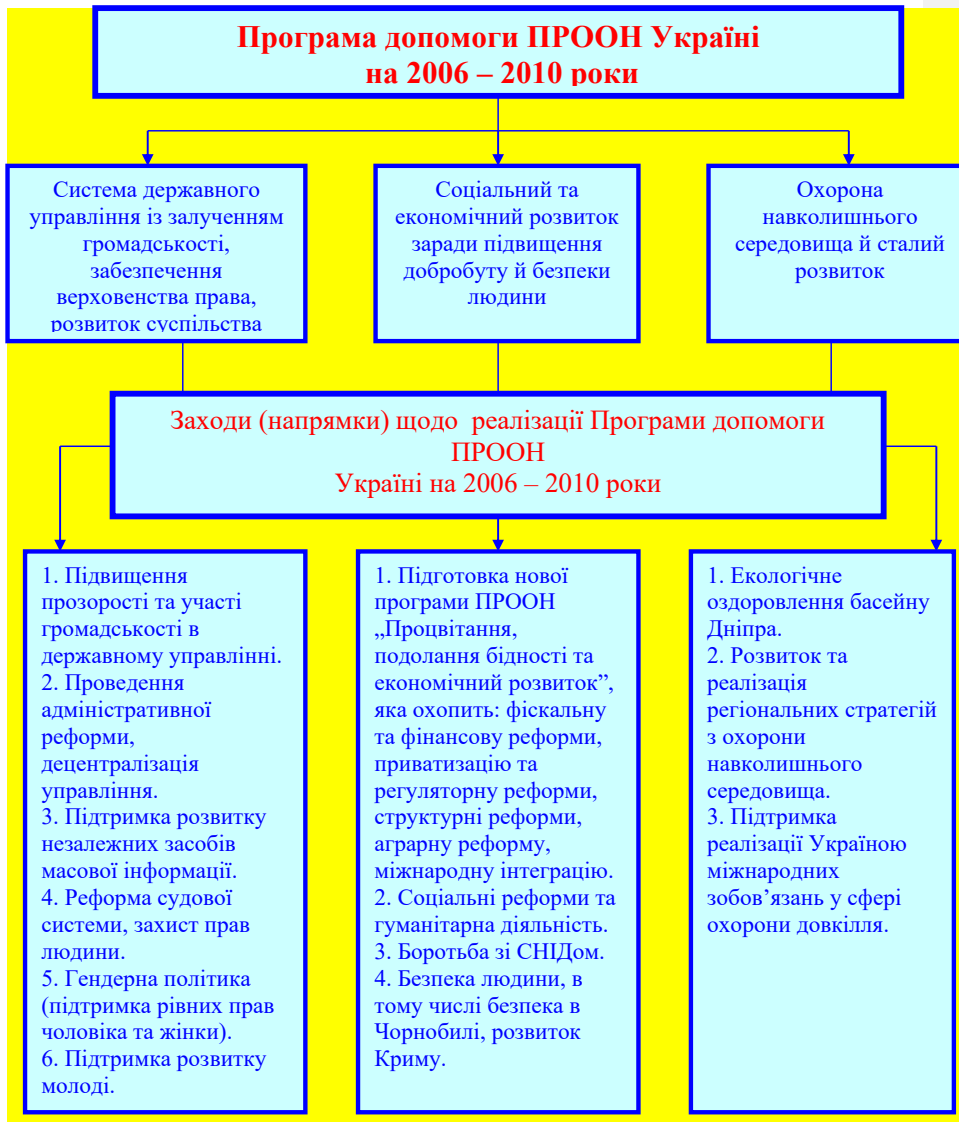 Програма допомоги ПРООН Україні
на 2006 – 2010 роки
Система державного
управління із залученням
громадськості,
забезпечення
верховенства права,
розвиток суспільства
Соціальний та
економічний розвиток
заради підвищення
добробуту й безпеки
людини
Охорона
навколишнього
середовища й сталий
розвиток
Заходи (напрямки) щодо  реалізації Програми допомоги
ПРООН
Україні на 2006 – 2010 роки
1. Підвищення
прозорості та участі
громадськості в
державному управлінні.
2. Проведення
адміністративної
реформи,
децентралізація
управління.
3. Підтримка розвитку
незалежних засобів
масової інформації.
4. Реформа судової
системи, захист прав
людини.
5. Гендерна політика
(підтримка рівних прав
чоловіка та жінки).
6. Підтримка розвитку
молоді.
1. Підготовка нової
програми ПРООН
„Процвітання,
подолання бідності та
економічний розвиток”,
яка охопить: фіскальну
та фінансову реформи,
приватизацію та
регуляторну реформи,
структурні реформи,
аграрну реформу,
міжнародну інтеграцію.
2. Соціальні реформи та
гуманітарна діяльність.
3. Боротьба зі СНІДом.
4. Безпека людини, в
тому числі безпека в
Чорнобилі, розвиток
Криму.
1. Екологічне
оздоровлення басейну
Дніпра.
2. Розвиток та
реалізація
регіональних стратегій
з охорони
навколишнього
середовища.
3. Підтримка
реалізації Україною
міжнародних
зобов’язань у сфері
охорони довкілля.